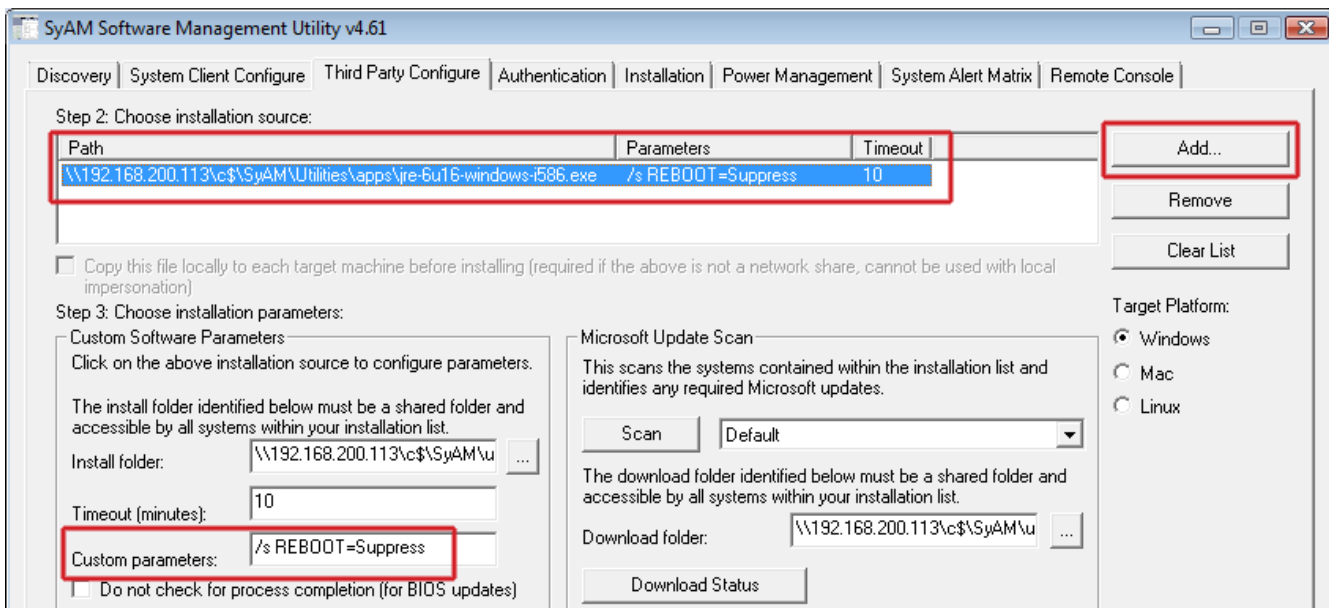 SyAM Software Management Utility v4.61
Discovery System Client Configure Third Party Configure Authentication Installation Power Management System Alert Matrix Remote Console
Step 2: Choose installation source:
Path Parameters Timeout
\\192.168.200.113\c$\SyAM\Utilities\apps\jre-6u16-windows-i586.exe /s REBOOT=Suppress 10
Add...
Remove
Clear List
Copy this file locally to each target machine before installing (required if the above is not a network share, cannot be used with local
impersonation)
Step 3: Choose installation parameters:
Custom Software Parameters
Click on the above installation source to configure parameters.
The install folder identified below must be a shared folder and
accessible by all systems within your installation list.
Install folder: \\192.168.200.113\c$\SyAM\u ...
Timeout (minutes): 10
Custom parameters: /s REBOOT=Suppress
Do not check for process completion (for BIOS updates)
Microsoft Update Scan
This scans the systems contained within the installation list and
identifies any required Microsoft updates.
Scan Default
The download folder identified below must be a shared folder and
accessible by all systems within your installation list.
Download folder: \\192.168.200.113\c$\SyAM\u ...
Download Status
Target Platform:
Windows
Mac
Linux